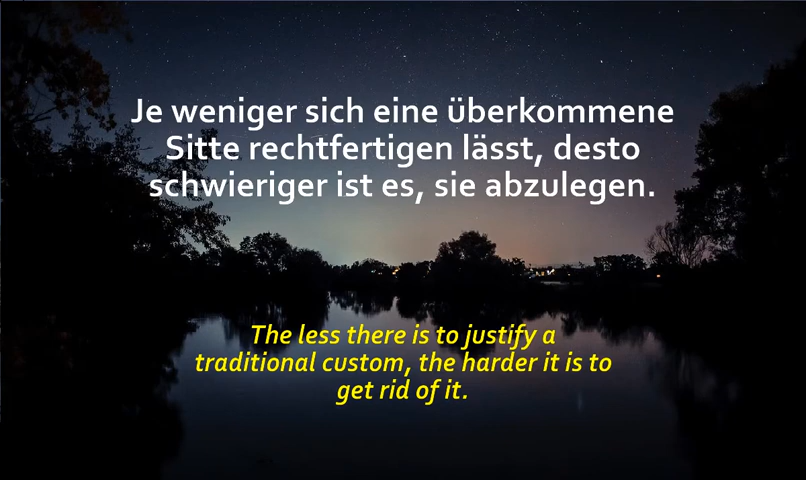 Je weniger sich eine überkommene
Sitte rechtfertigen lässt, desto
schwieriger ist es, sie abzulegen.
The less there is to justify a
traditional custom, the harder it is to
get rid of it.